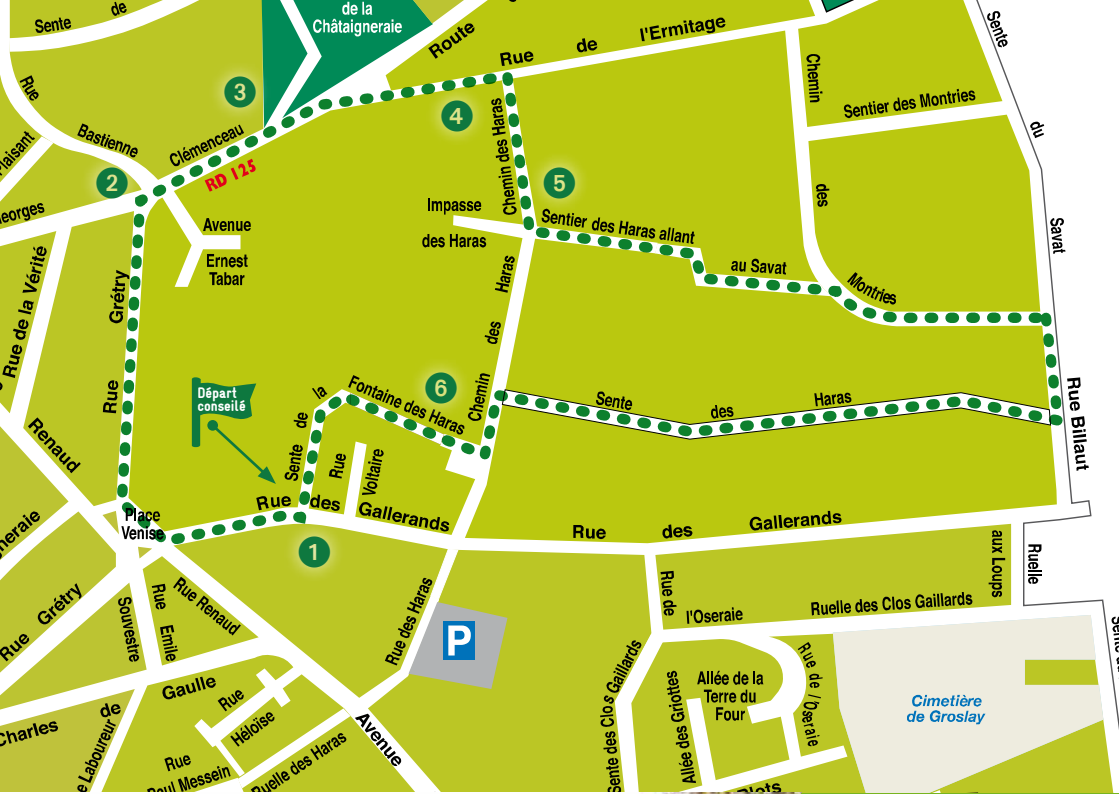 Sente de
de la
Châtaigneraie
Route
Rue de l'Ermitage
Sente du Savat
Rue Bastienne
Plaisant
3
Clémenceau
RD 125
4
Chemin des Haras
Chemin des Montries
Sentier des Montries
2
eorges
5
Impasse
des Haras
Sentier des Haras allant
au Savat
Avenue
Ernest
Tabar
Rue de la Vérité
Rue Grétry
Chemin des Haras
Départ
conseilé
Sente de la Fontaine des Haras
6
Sente des Haras
Rue Billaut
Renaud
Rue Voltaire
Rue des Gallerands
Place
Venise
1
Rue des Gallerands
gneraie
Rue Grétry
Souvestre
Rue Emile
Rue Renaud
Rue des Haras
P
Rue de l'Oseraie
Ruelle des Clos Gaillards
Ruelle
aux Loups
Sente des Clos Gaillards
Allée des Griottes
Allée de la
Terre du
Four
Rue de l'Oseraie
Cimetière
de Groslay
Charles de Gaulle
Rue
Héloïse
Avenue
e Laboureur
Rue
Paul Messein
Ruelle des Haras